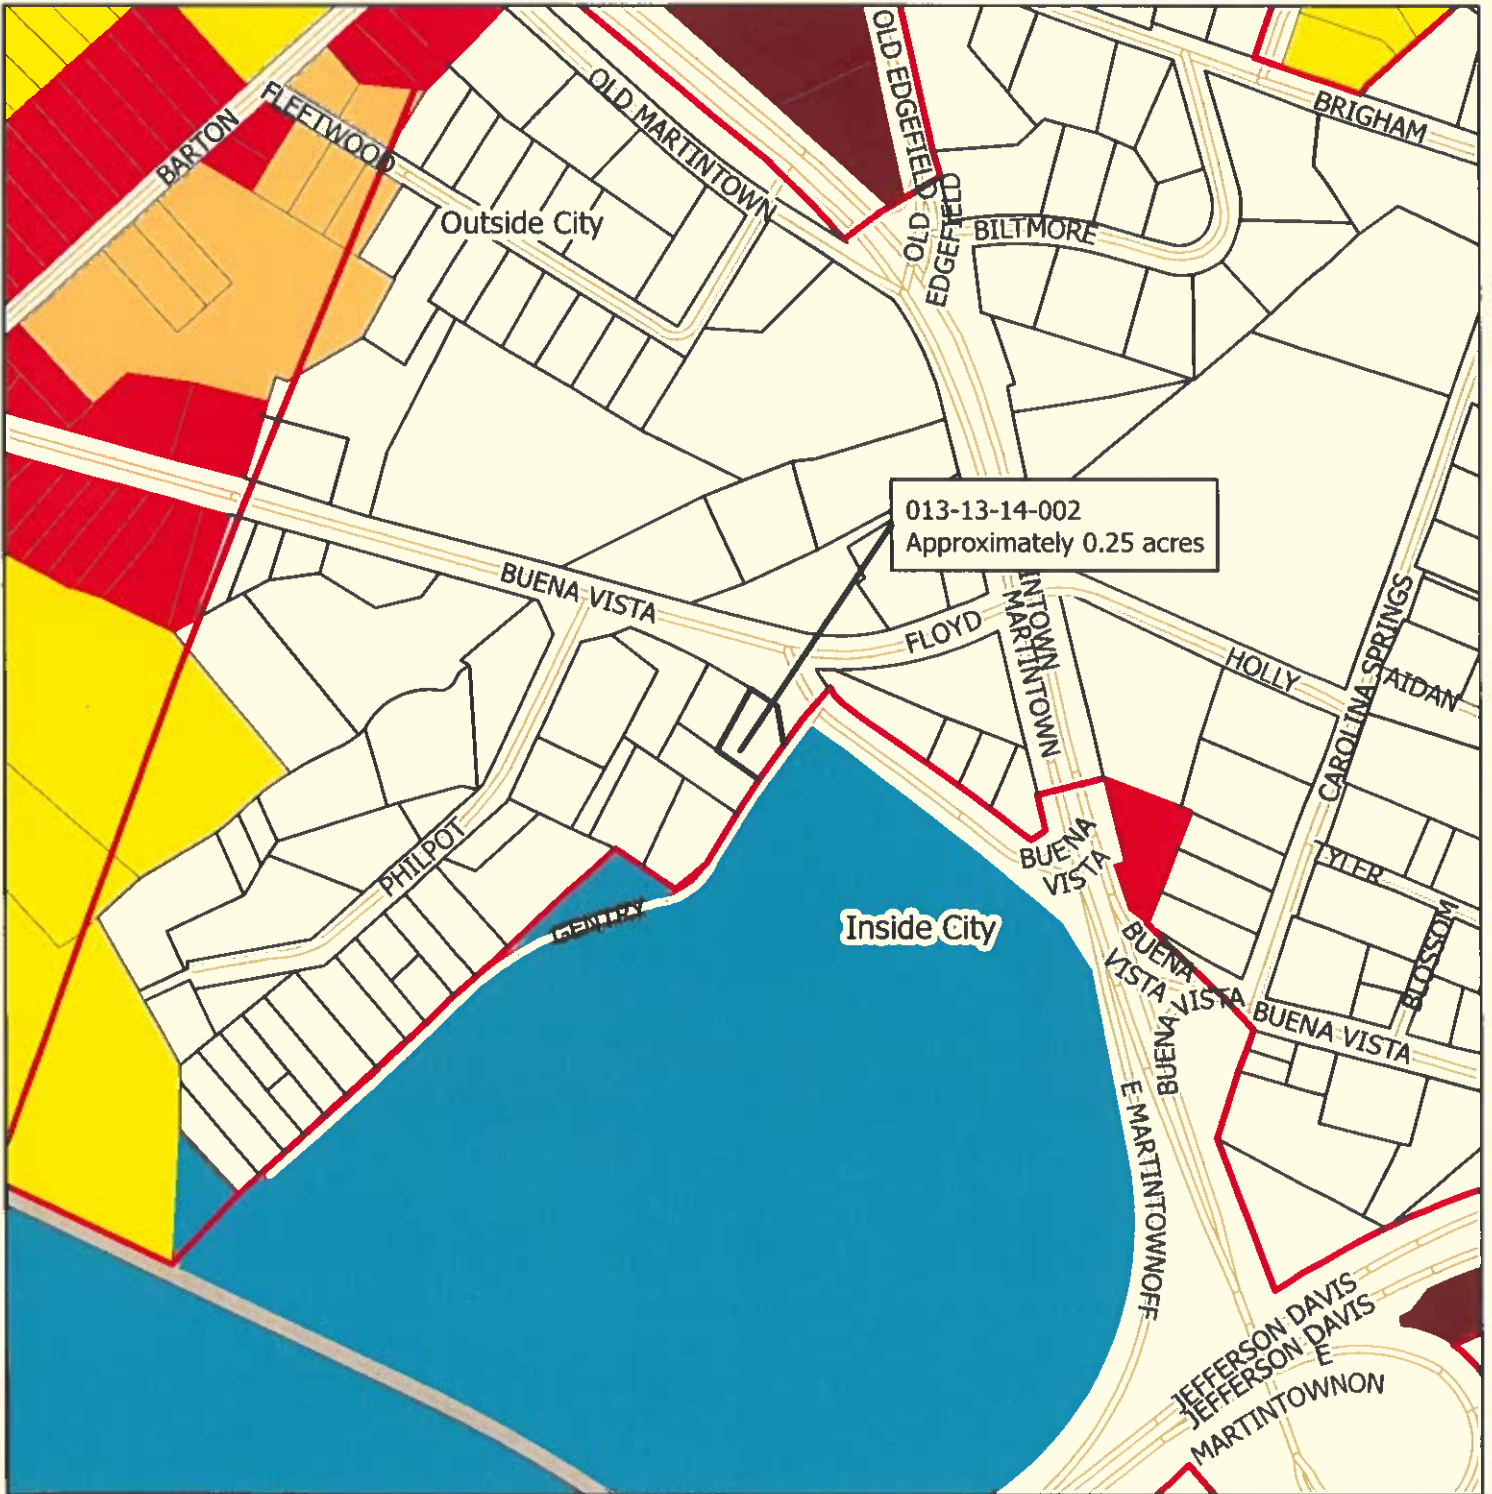 OLD EDGEFIELD
OLD MARTINTOWN
BRIGHAM
FLEETWOOD
BARTON
Outside City
OLD
EDGEFIELD
BILTMORE
013-13-14-002
Approximately 0.25 acres
BUENA VISTA
FLOYD
INTOWN
MARTINTOWN
HOLLY
AIDAN
CAROLINA SPRINGS
PHILPOT
BUENA
VISTA
TYLER
GENTRY
Inside City
BUENA
VISTA
VISTA
BUENA
BLOSSOM
BUENA VISTA
E MARTINTOWNOFF
JEFFERSON DAVIS
JEFFERSON DAVIS
E
MARTINTOWNON